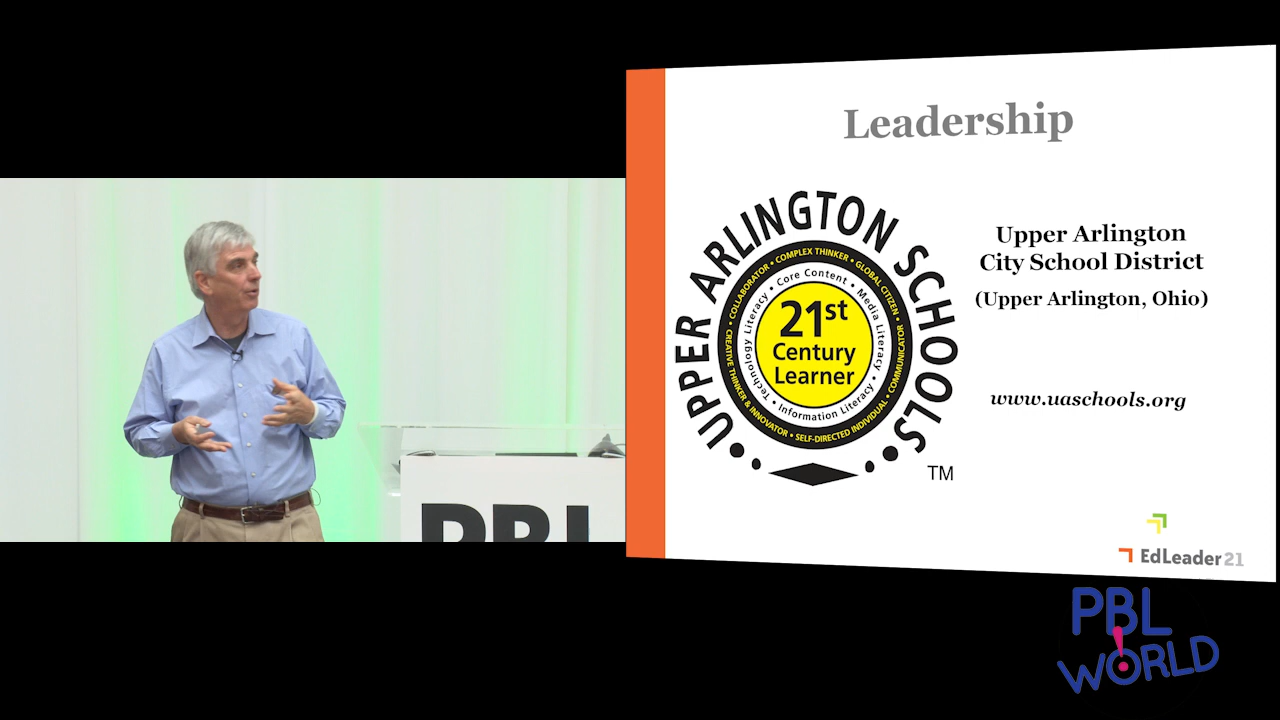 Leadership
UPPER ARLINGTON SCHOOLS
CREATIVE THINKER & INNOVATOR • COLLABORATOR • COMPLEX THINKER • GLOBAL CITIZEN • COMMUNICATOR • SELF-DIRECTED INDIVIDUAL •
Technology Literacy • Core Content • Media Literacy • Information Literacy •
21st
Century
Learner
TM
Upper Arlington
City School District
(Upper Arlington, Ohio)
www.uaschools.org
EdLeader21
PBL
PBL
WORLD